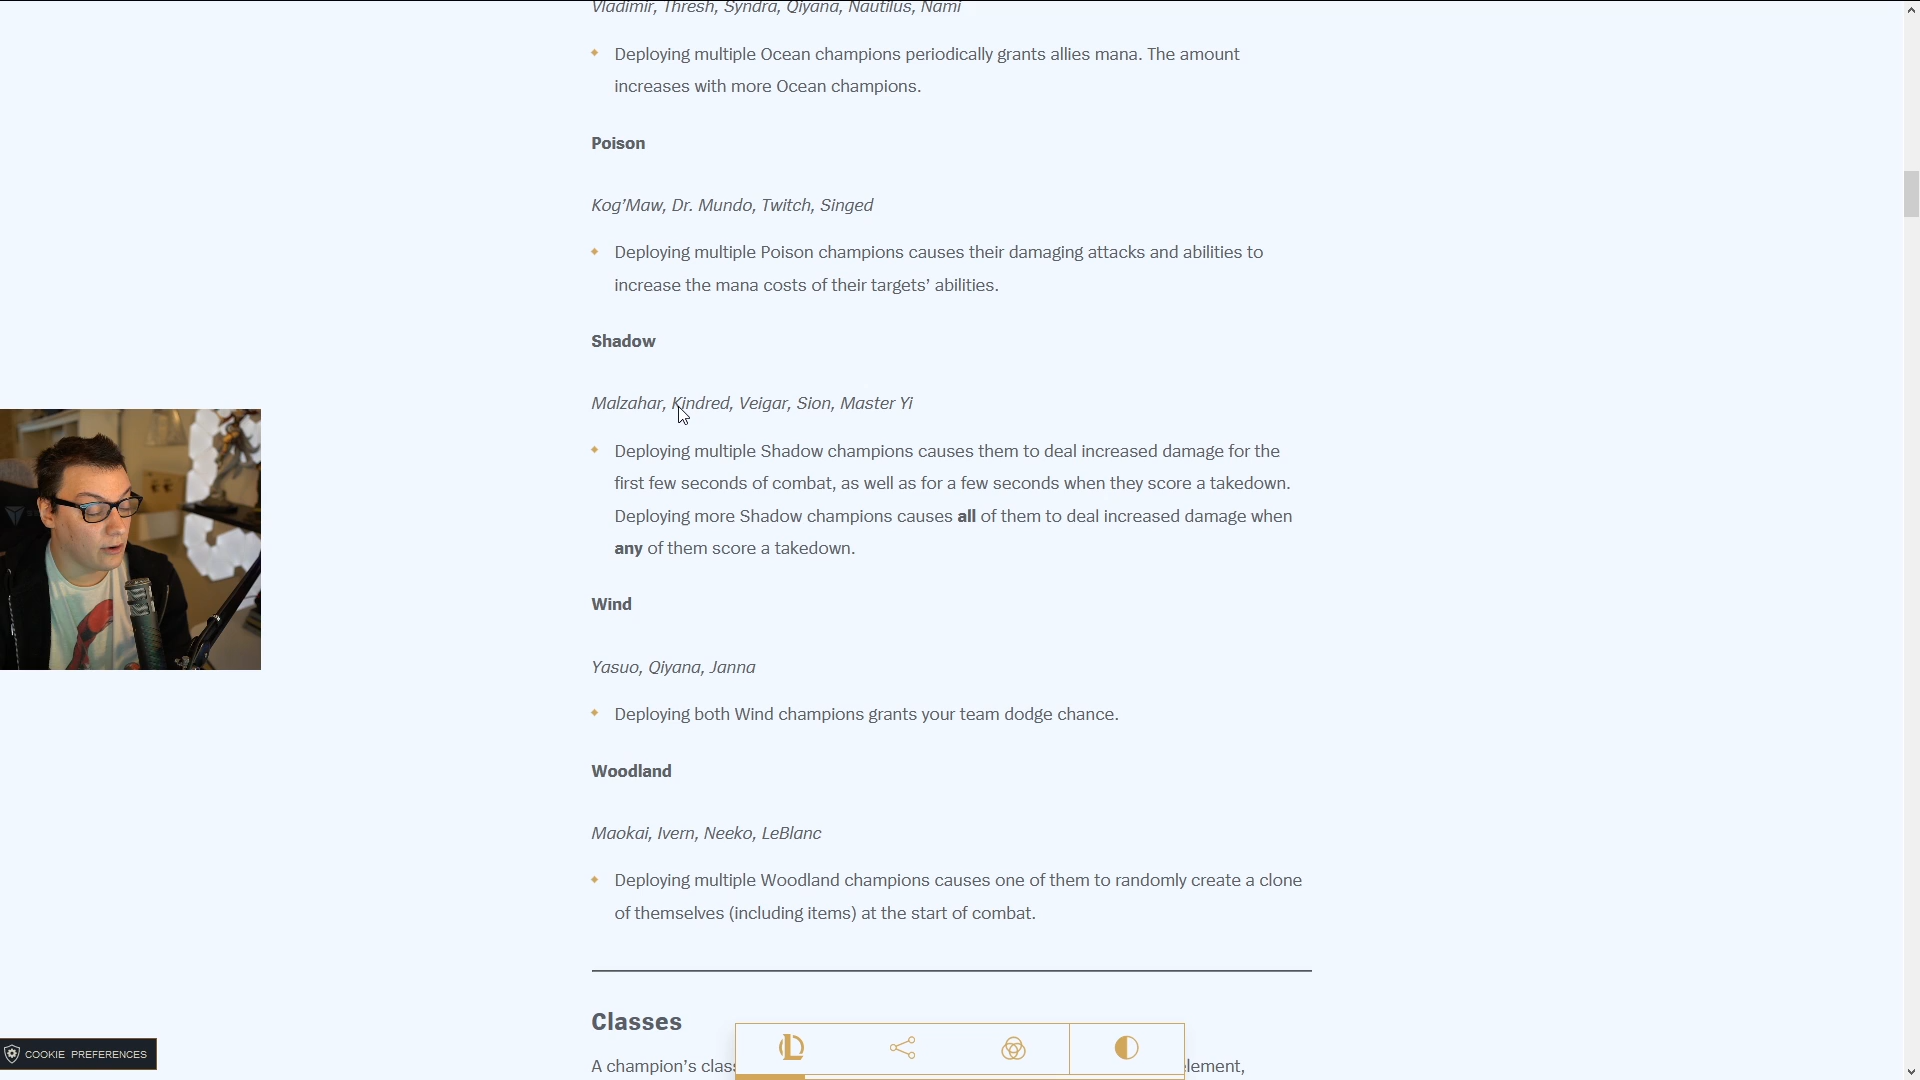 Vladimir, Thresh, Syndra, Qiyana, Nautilus, Nami
Deploying multiple Ocean champions periodically grants allies mana. The amount
increases with more Ocean champions.
Poison
Kog’Maw, Dr. Mundo, Twitch, Singed
Deploying multiple Poison champions causes their damaging attacks and abilities to
increase the mana costs of their targets’ abilities.
Shadow
Malzahar, Kindred, Veigar, Sion, Master Yi
Deploying multiple Shadow champions causes them to deal increased damage for the
first few seconds of combat, as well as for a few seconds when they score a takedown.
Deploying more Shadow champions causes all of them to deal increased damage when
any of them score a takedown.
Wind
Yasuo, Qiyana, Janna
Deploying both Wind champions grants your team dodge chance.
Woodland
Maokai, Ivern, Neeko, LeBlanc
Deploying multiple Woodland champions causes one of them to randomly create a clone
of themselves (including items) at the start of combat.
Classes
A champion’s clas lement,
COOKIE PREFERENCES